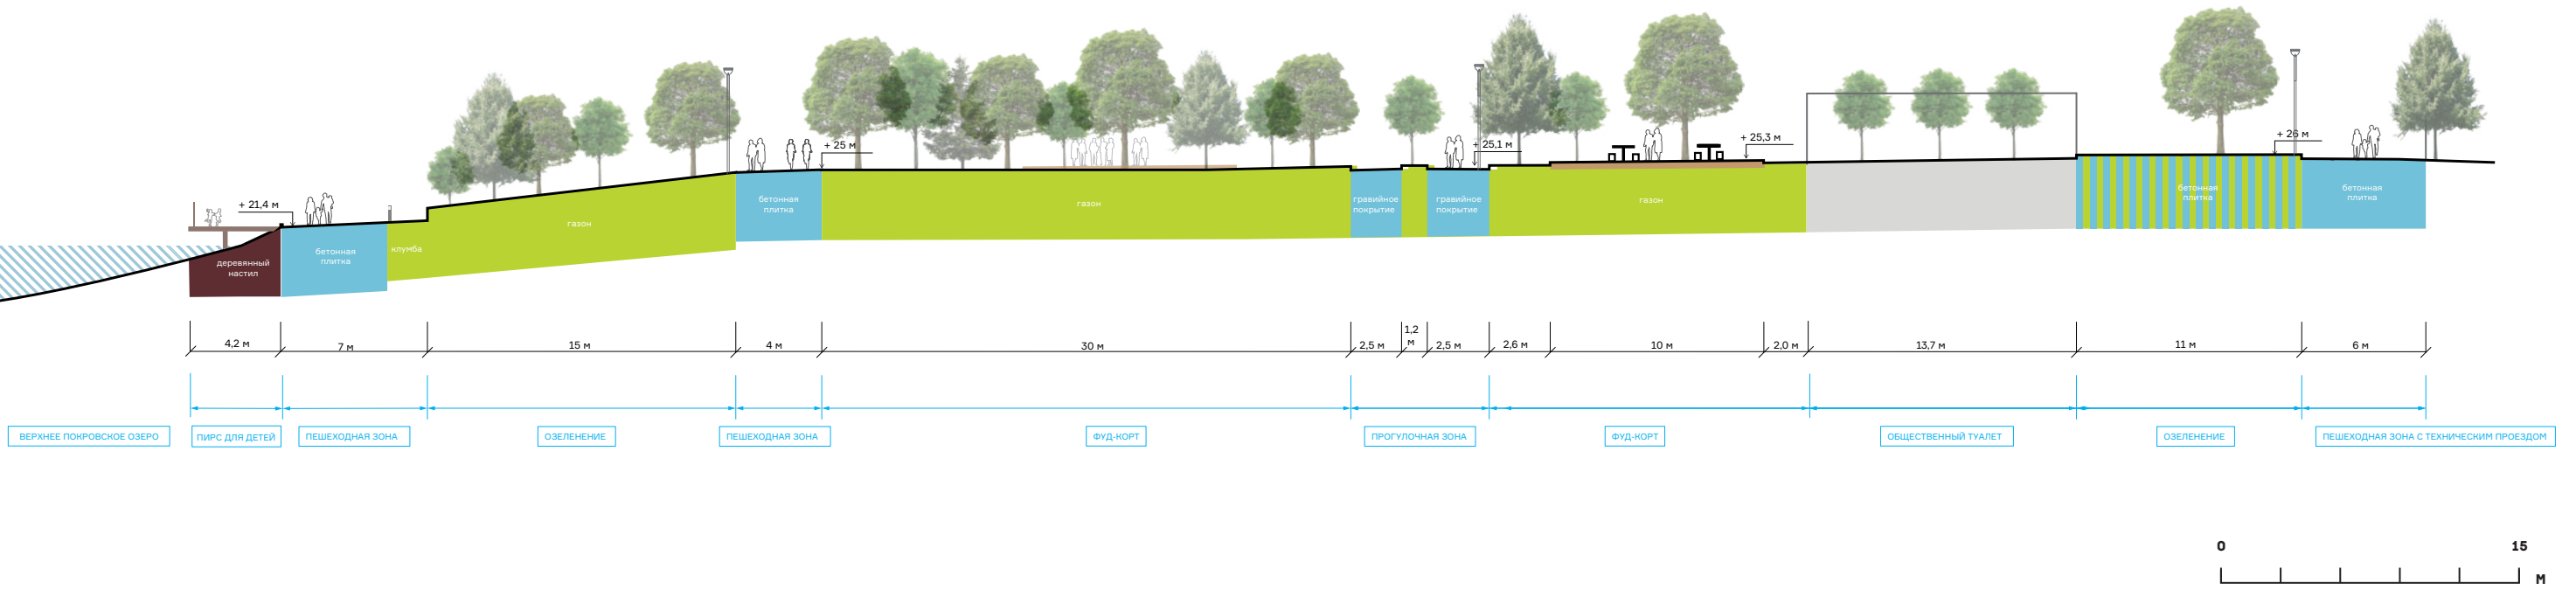 + 21,4 м
+ 25 м
+ 25,1 м
+ 25,3 м
+ 26 м
деревянный
настил
бетонная
плитка
клумба
газон
бетонная
плитка
газон
гравийное
покрытие
гравийное
покрытие
газон
бетонная
плитка
бетонная
плитка
4,2 м
7 м
15 м
4 м
30 м
2,5 м
1,2
м
2,5 м
2,6 м
10 м
2,0 м
13,7 м
11 м
6 м
ВЕРХНЕЕ ПОКРОВСКОЕ ОЗЕРО
ПИРС ДЛЯ ДЕТЕЙ
ПЕШЕХОДНАЯ ЗОНА
ОЗЕЛЕНЕНИЕ
ПЕШЕХОДНАЯ ЗОНА
ФУД-КОРТ
ПРОГУЛОЧНАЯ ЗОНА
ФУД-КОРТ
ОБЩЕСТВЕННЫЙ ТУАЛЕТ
ОЗЕЛЕНЕНИЕ
ПЕШЕХОДНАЯ ЗОНА С ТЕХНИЧЕСКИМ ПРОЕЗДОМ
0 15
М